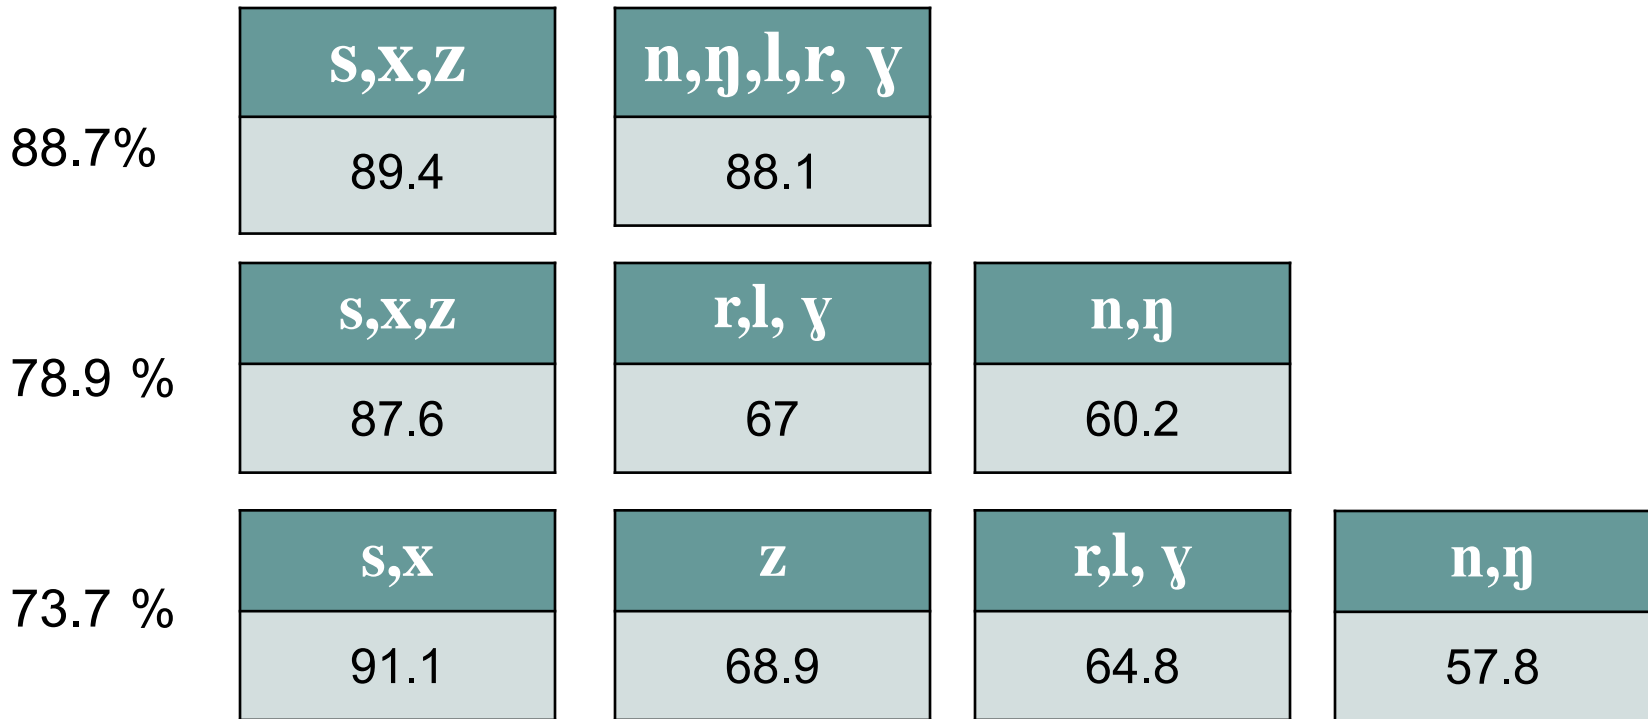 s,x,z n,ŋ,l,r, ɣ
88.7% 89.4 88.1
s,x,z r,l, ɣ n,ŋ
78.9 % 87.6 67 60.2
s,x z r,l, ɣ n,ŋ
73.7 % 91.1 68.9 64.8 57.8